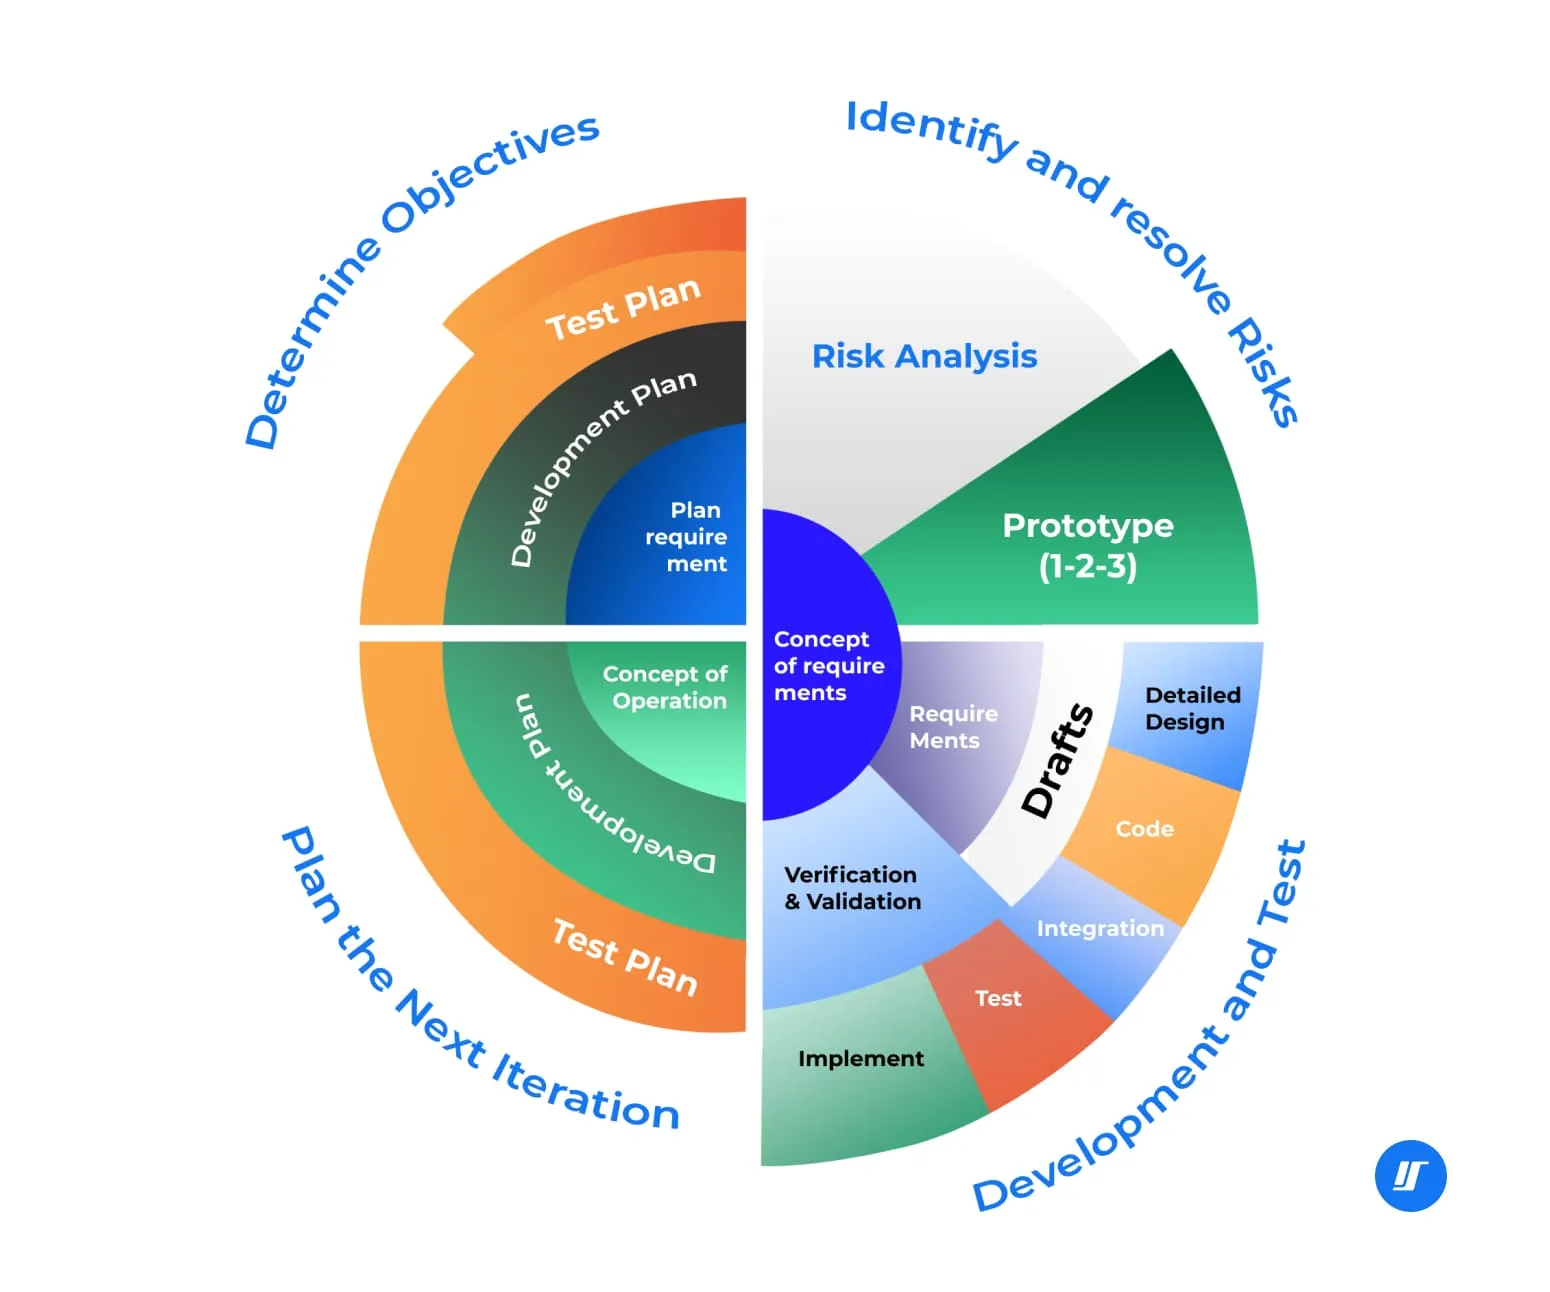 Determine Objectives
Identify and resolve Risks
Test Plan
Development Plan
Plan
require
ment
Risk Analysis
Prototype
(1-2-3)
Concept
of require
ments
Concept of
Operation
Development Plan
Test Plan
Plan the Next Iteration
Require
Ments
Drafts
Detailed
Design
Code
Integration
Test
Verification
& Validation
Implement
Development and Test